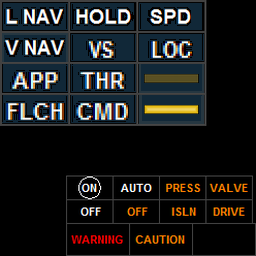 L NAV HOLD SPD
V NAV VS LOC
APP THR
FLCH CMD
ON AUTO PRESS VALVE
OFF OFF ISLN DRIVE
WARNING CAUTION